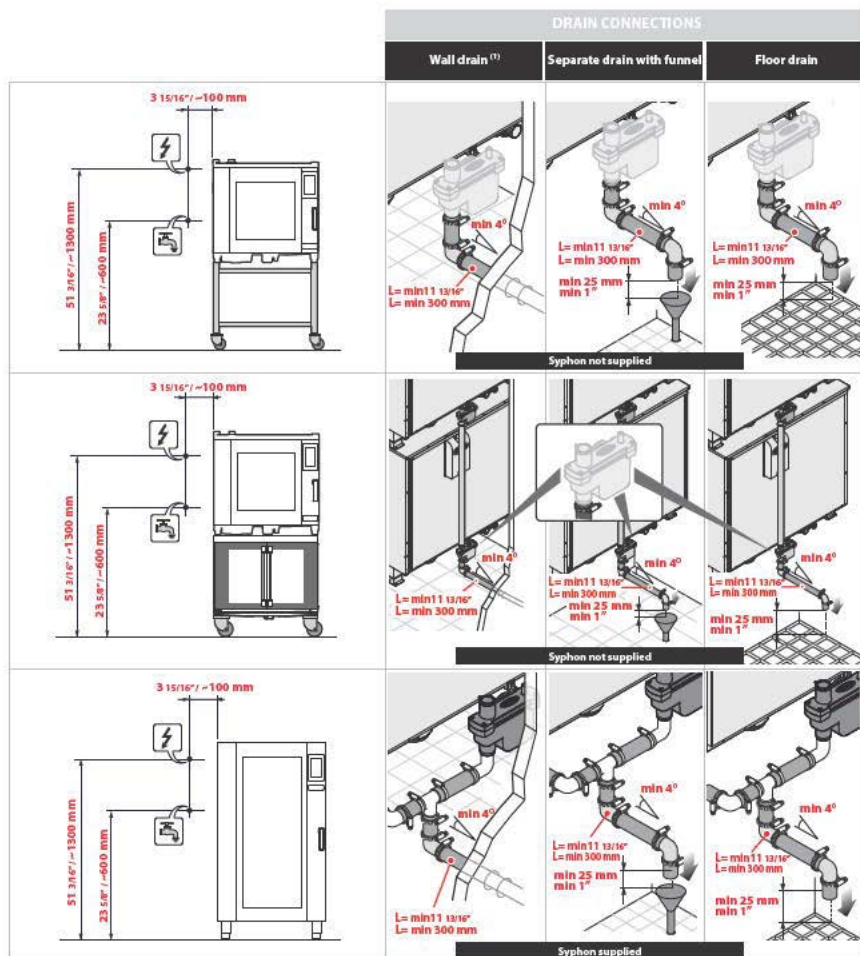 DRAIN CONNECTIONS
Wall drain (1)
Separate drain with funnel
Floor drain
3 15/16" / ~100 mm
51 3/16" / ~1300 mm
23 5/8" / ~600 mm
min 4°
L= min11 13/16"
L= min 300 mm
min 4°
L= min11 13/16"
L= min 300 mm
min 25 mm
min 1"
min 4°
L= min11 13/16"
L= min 300 mm
min 25 mm
min 1"
Syphon not supplied
3 15/16" / ~100 mm
51 3/16" / ~1300 mm
23 5/8" / ~600 mm
min 4°
L= min11 13/16"
L= min 300 mm
min 4°
L= min11 13/16"
L= min 300 mm
min 25 mm
min 1"
min 4°
L= min11 13/16"
L= min 300 mm
min 25 mm
min 1"
Syphon not supplied
3 15/16" / ~100 mm
51 3/16" / ~1300 mm
23 5/8" / ~600 mm
min 4°
L= min11 13/16"
L= min 300 mm
min 4°
L= min11 13/16"
L= min 300 mm
min 25 mm
min 1"
min 4°
L= min11 13/16"
L= min 300 mm
min 25 mm
min 1"
Syphon supplied